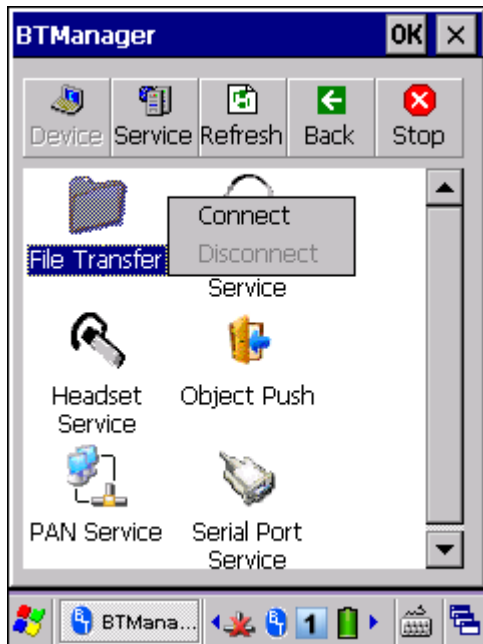 BTManager OK
Device Service Refresh Back Stop
Connect
File Transfer Disconnect
Service
Headset Service
Object Push
PAN Service
Serial Port Service
BTMana... 1